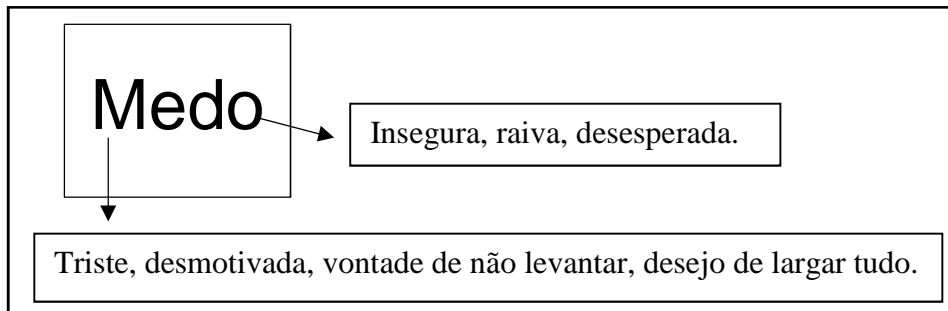 Medo
Insegura, raiva, desesperada.
Triste, desmotivada, vontade de não levantar, desejo de largar tudo.